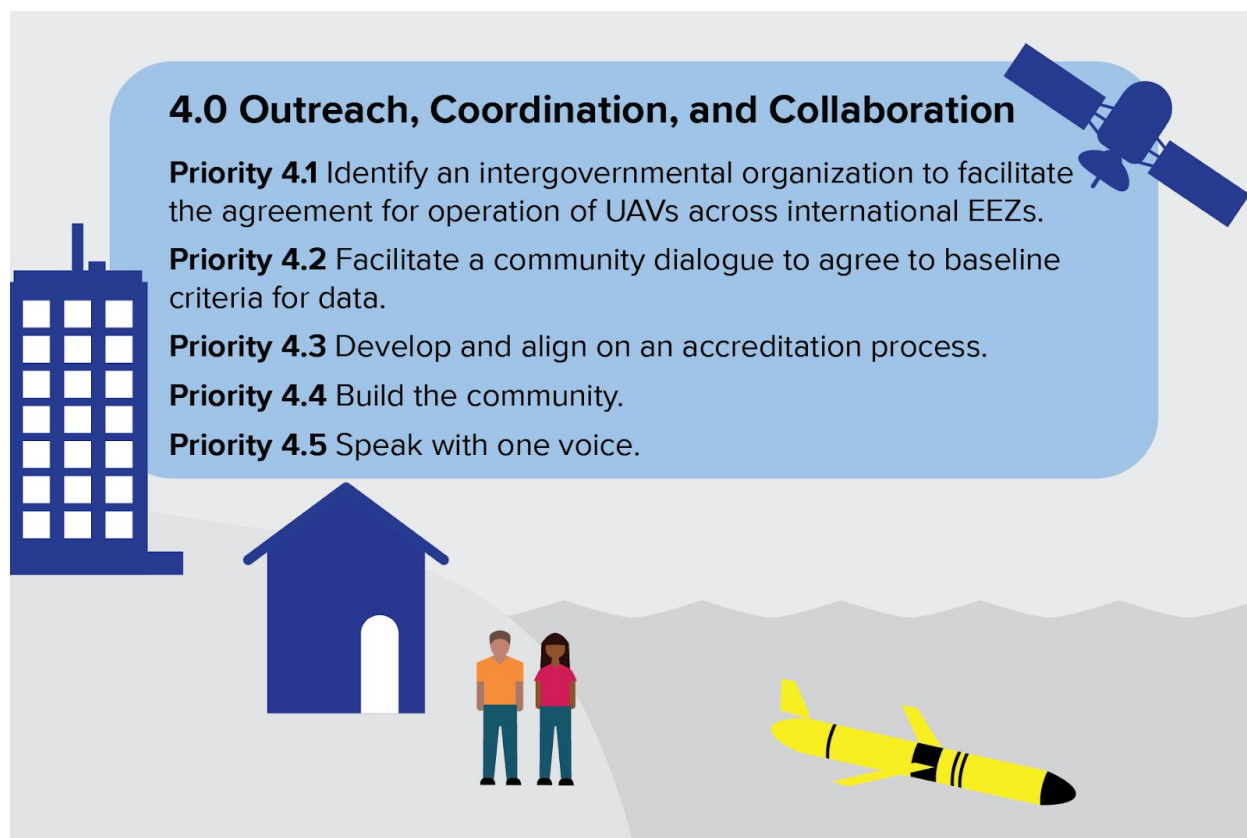 4.0 Outreach, Coordination, and Collaboration
Priority 4.1 Identify an intergovernmental organization to facilitate
the agreement for operation of UAVs across international EEZs.
Priority 4.2 Facilitate a community dialogue to agree to baseline
criteria for data.
Priority 4.3 Develop and align on an accreditation process.
Priority 4.4 Build the community.
Priority 4.5 Speak with one voice.